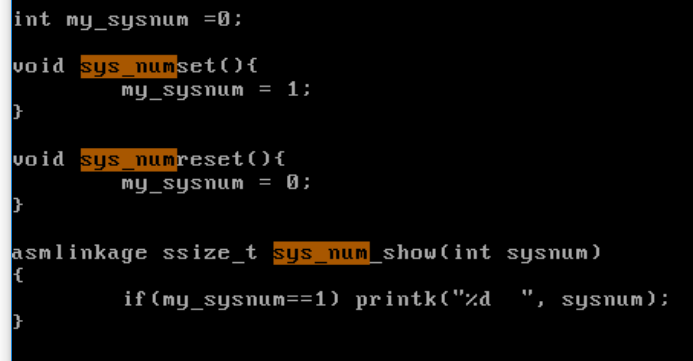 int my_sysnum =0;
void sys_numset(){
my_sysnum = 1;
}
void sys_numreset(){
my_sysnum = 0;
}
asmlinkage ssize_t sys_num_show(int sysnum)
{
if(my_sysnum==1) printk("%d  ", sysnum);
}